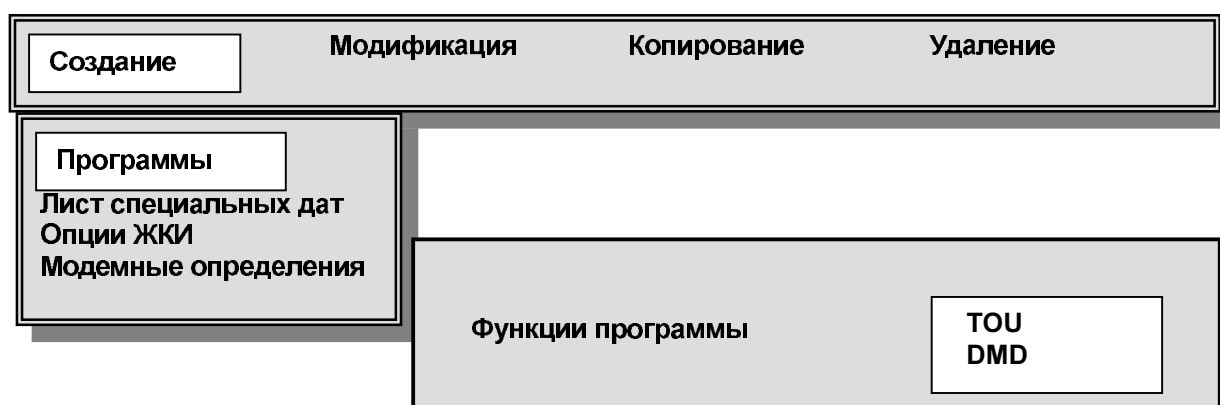 Создание Модификация Копирование Удаление
Программы
Лист специальных дат
Опции ЖКИ
Модемные определения
Функции программы TOU
DMD